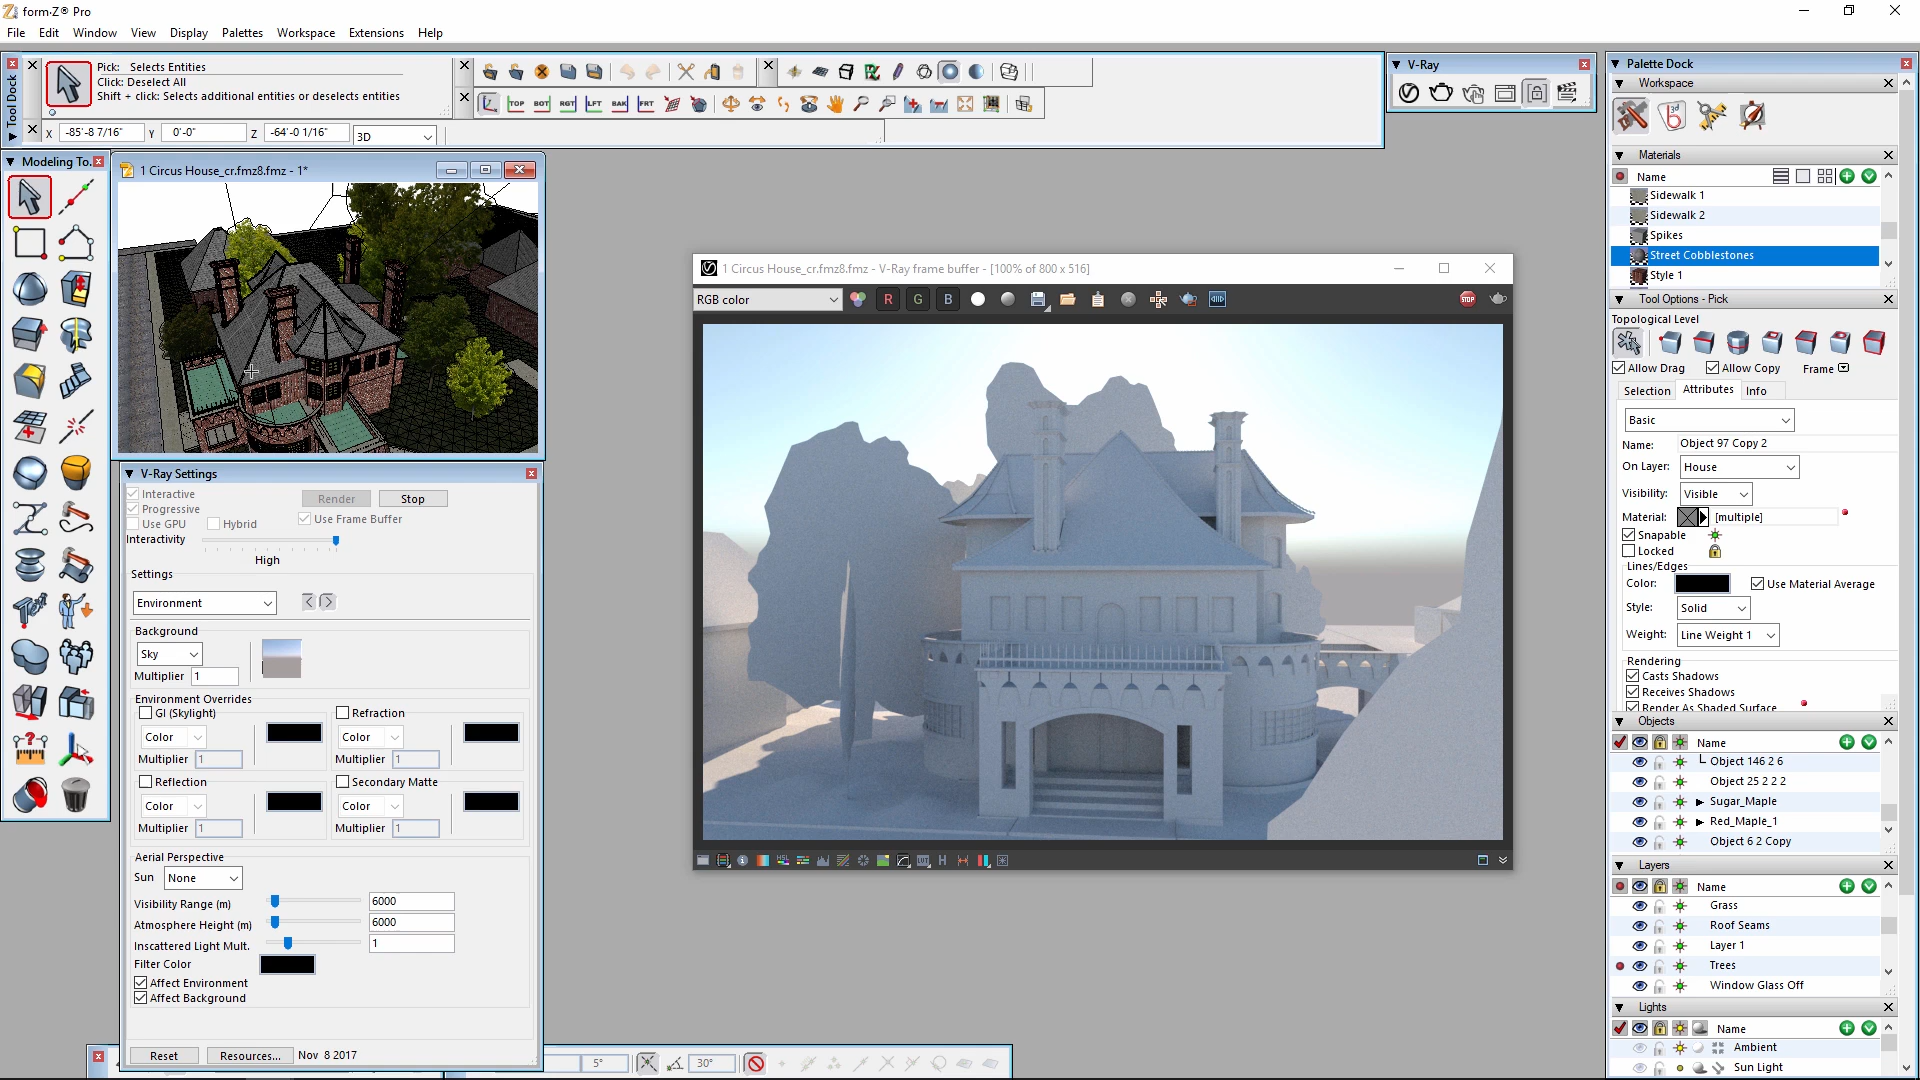 form·Z® Pro
File Edit Window View Display Palettes Workspace Extensions Help
Tool Dock
Pick: Selects Entities
Click: Deselect All
Shift + click: Selects additional entities or deselects entities
X -85'-8 7/16" Y 0'-0" Z -64'-0 1/16" 3D
TOP BOT RGT LFT BAK FRT
V-Ray
Palette Dock
Workspace
Materials
Name
Sidewalk 1
Sidewalk 2
Spikes
Street Cobblestones
Style 1
Tool Options - Pick
Topological Level
Allow Drag Allow Copy Frame
Selection Attributes Info
Basic
Name: Object 97 Copy 2
On Layer: House
Visibility: Visible
Material: [multiple]
Snapable
Locked
Lines/Edges
Color: Use Material Average
Style: Solid
Weight: Line Weight 1
Rendering
Casts Shadows
Receives Shadows
Render As Shaded Surface
Objects
Name
Object 146 2 6
Object 25 2 2 2
Sugar_Maple
Red_Maple_1
Object 6 2 Copy
Layers
Name
Grass
Roof Seams
Layer 1
Trees
Window Glass Off
Lights
Name
Ambient
Sun Light
Modeling To.
1 Circus House_cr.fmz8.fmz - 1*
V-Ray Settings
Interactive
Progressive
Render Stop
Use GPU Hybrid Use Frame Buffer
Interactivity
High
Settings
Environment
Background
Sky
Multiplier 1
Environment Overrides
GI (Skylight) Refraction
Color Color
Multiplier 1 Multiplier 1
Reflection Secondary Matte
Color Color
Multiplier 1 Multiplier 1
Aerial Perspective
Sun None
Visibility Range (m) 6000
Atmosphere Height (m) 6000
Inscattered Light Mult. 1
Filter Color
Affect Environment
Affect Background
Reset Resources... Nov 8 2017
5° 30°
1 Circus House_cr.fmz8.fmz - V-Ray frame buffer - [100% of 800 x 516]
RGB color R G B
STOP
HSL
H